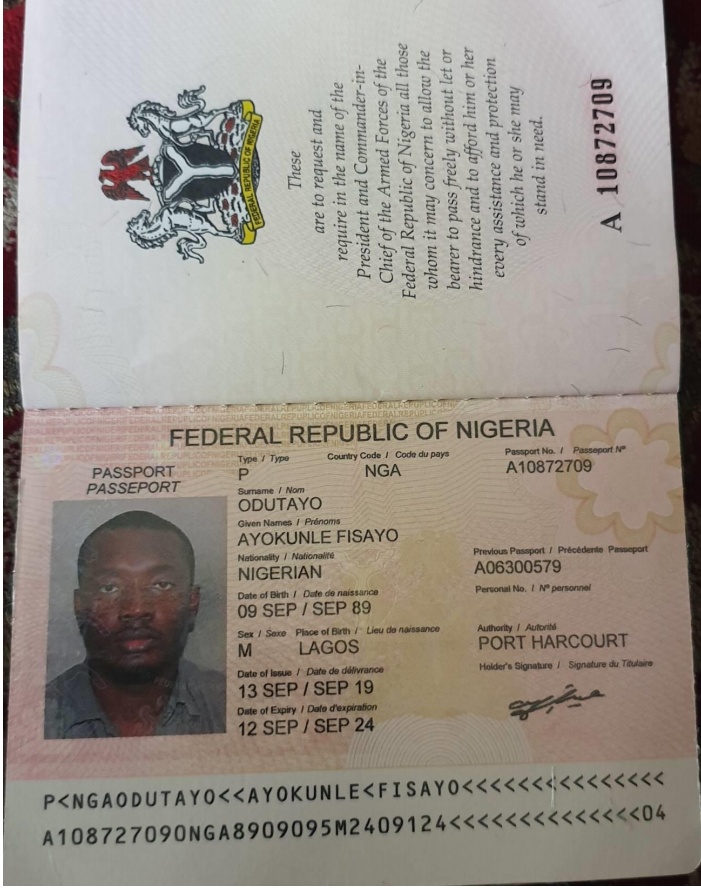 FEDERAL REPUBLIC OF NIGERIA
These
are to request and
require in the name of the
President and Commander-in-
Chief of the Armed Forces of the
Federal Republic of Nigeria all those
whom it may concern to allow the
bearer to pass freely without let or
hindrance and to afford him or her
every assistance and protection
of which he or she may
stand in need.
A 10872709
FEDERAL REPUBLIC OF NIGERIA
PASSPORT
PASSEPORT
Type / Type Country Code / Code du pays Passport No. / Passeport Nº
P NGA A10872709
Surname / Nom
ODUTAYO
Given Names / Prénoms
AYOKUNLE FISAYO
Nationality / Nationalité Previous Passport / Précédente Passeport
NIGERIAN A06300579
Date of Birth / Date de naissance Personal No. / Nº personnel
09 SEP / SEP 89
Sex / Sexe Place of Birth / Lieu de naissance Authority / Autorité
M LAGOS PORT HARCOURT
Date of Issue / Date de délivrance Holder's Signature / Signature du Titulaire
13 SEP / SEP 19
Date of Expiry / Date d'expiration
12 SEP / SEP 24
P<NGAODUTAYO<<AYOKUNLE<FISAYO<<<<<<<<<<<<<<<
A108727090NGA8909095M2409124<<<<<<<<<<<<<<04